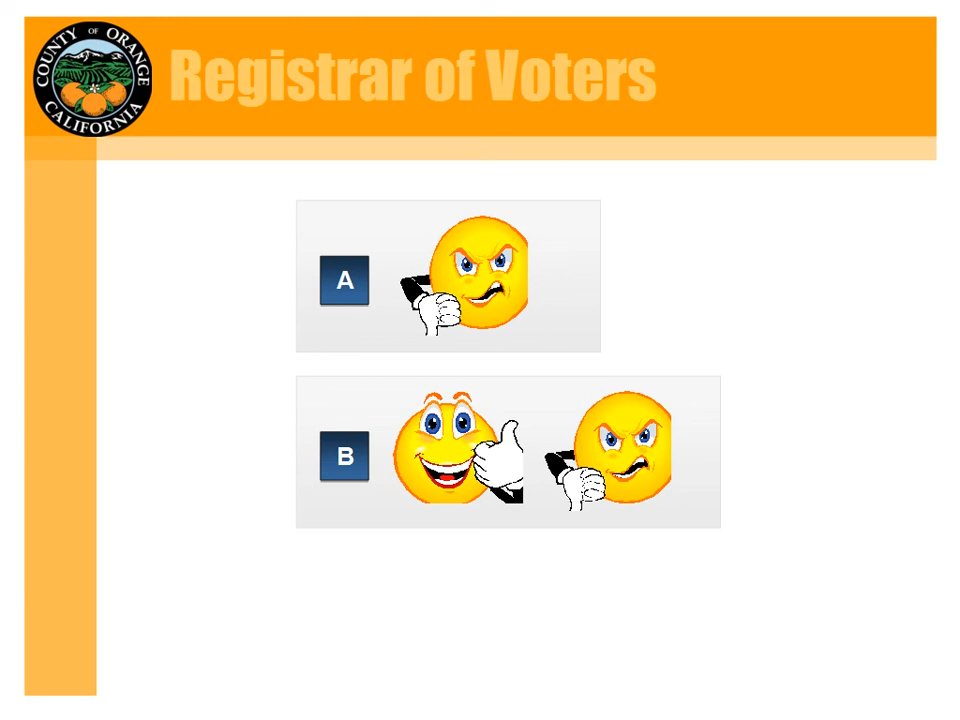 COUNTY OF ORANGE
CALIFORNIA
Registrar of Voters
A
B